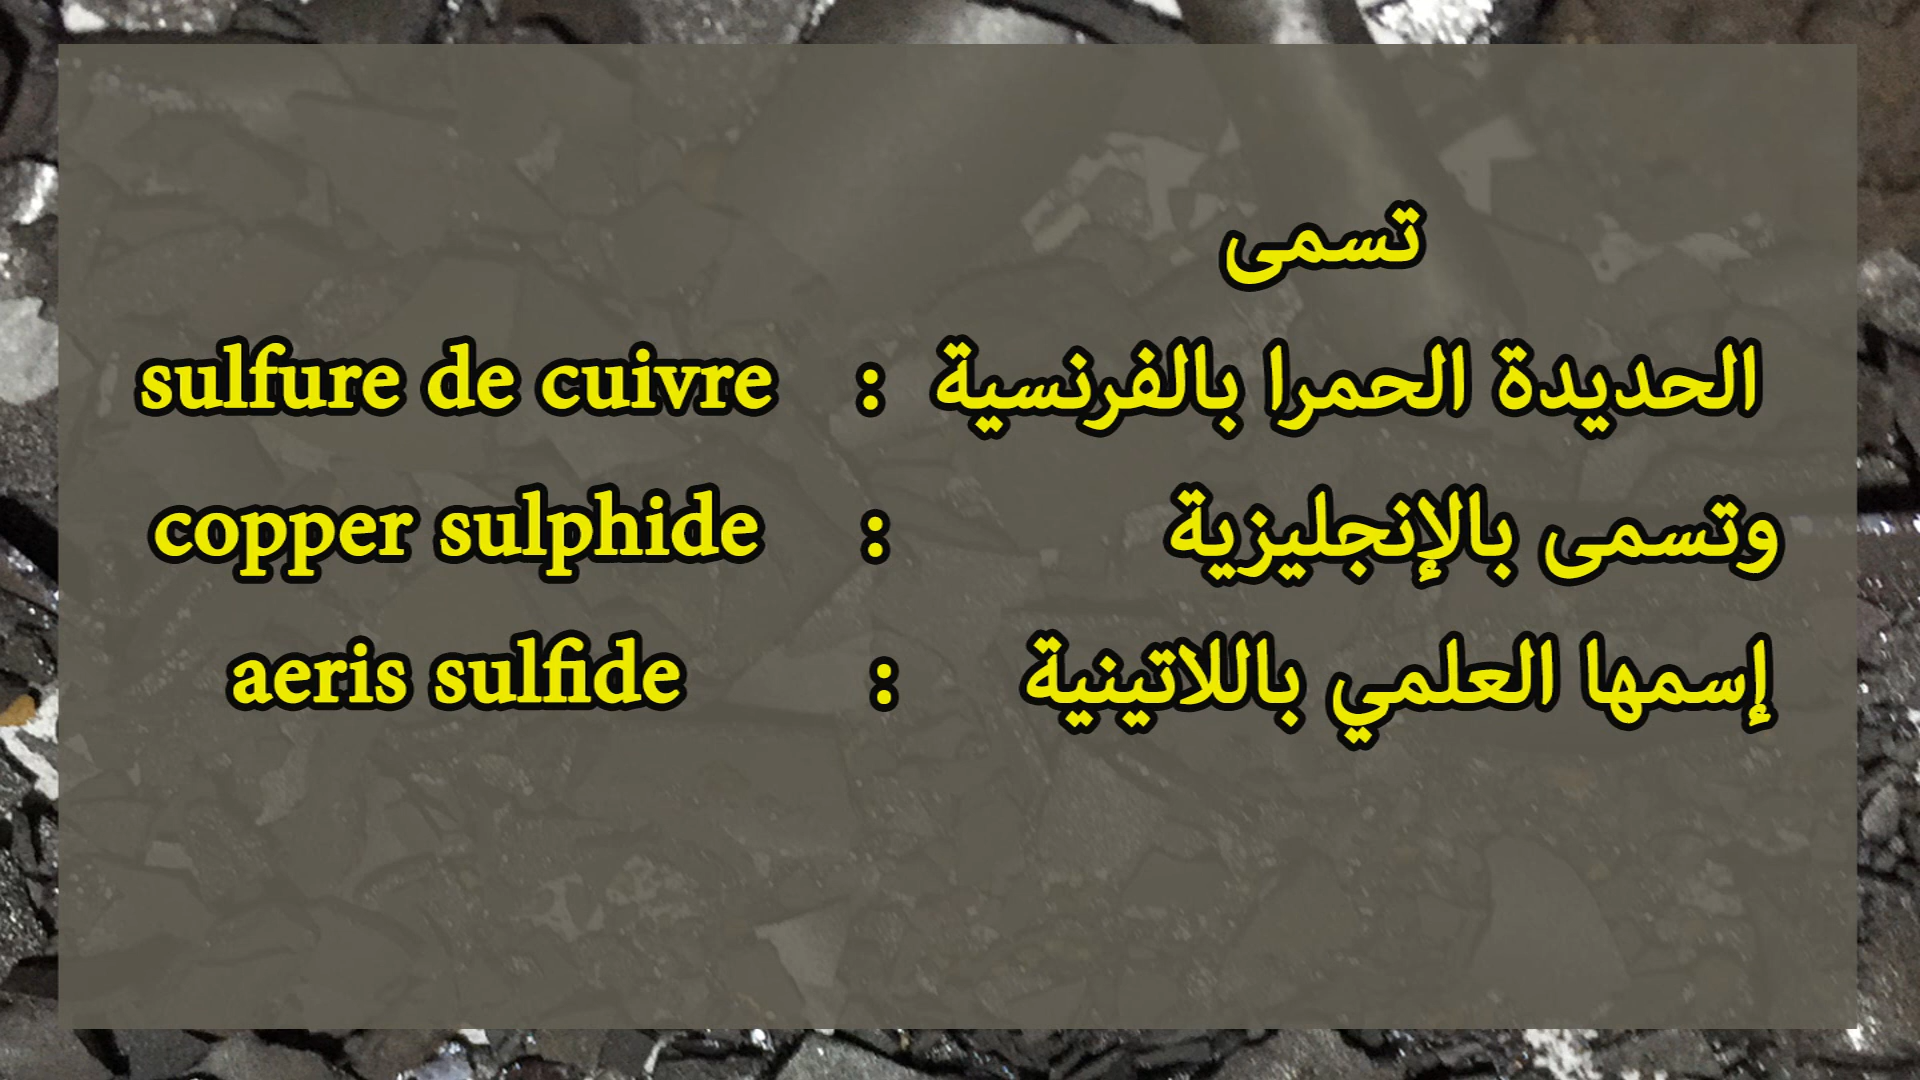 تسمى
الحديدة الحمرا بالفرنسية : sulfure de cuivre
وتسمى بالإنجليزية : copper sulphide
إسمها العلمي باللاتينية : aeris sulfide